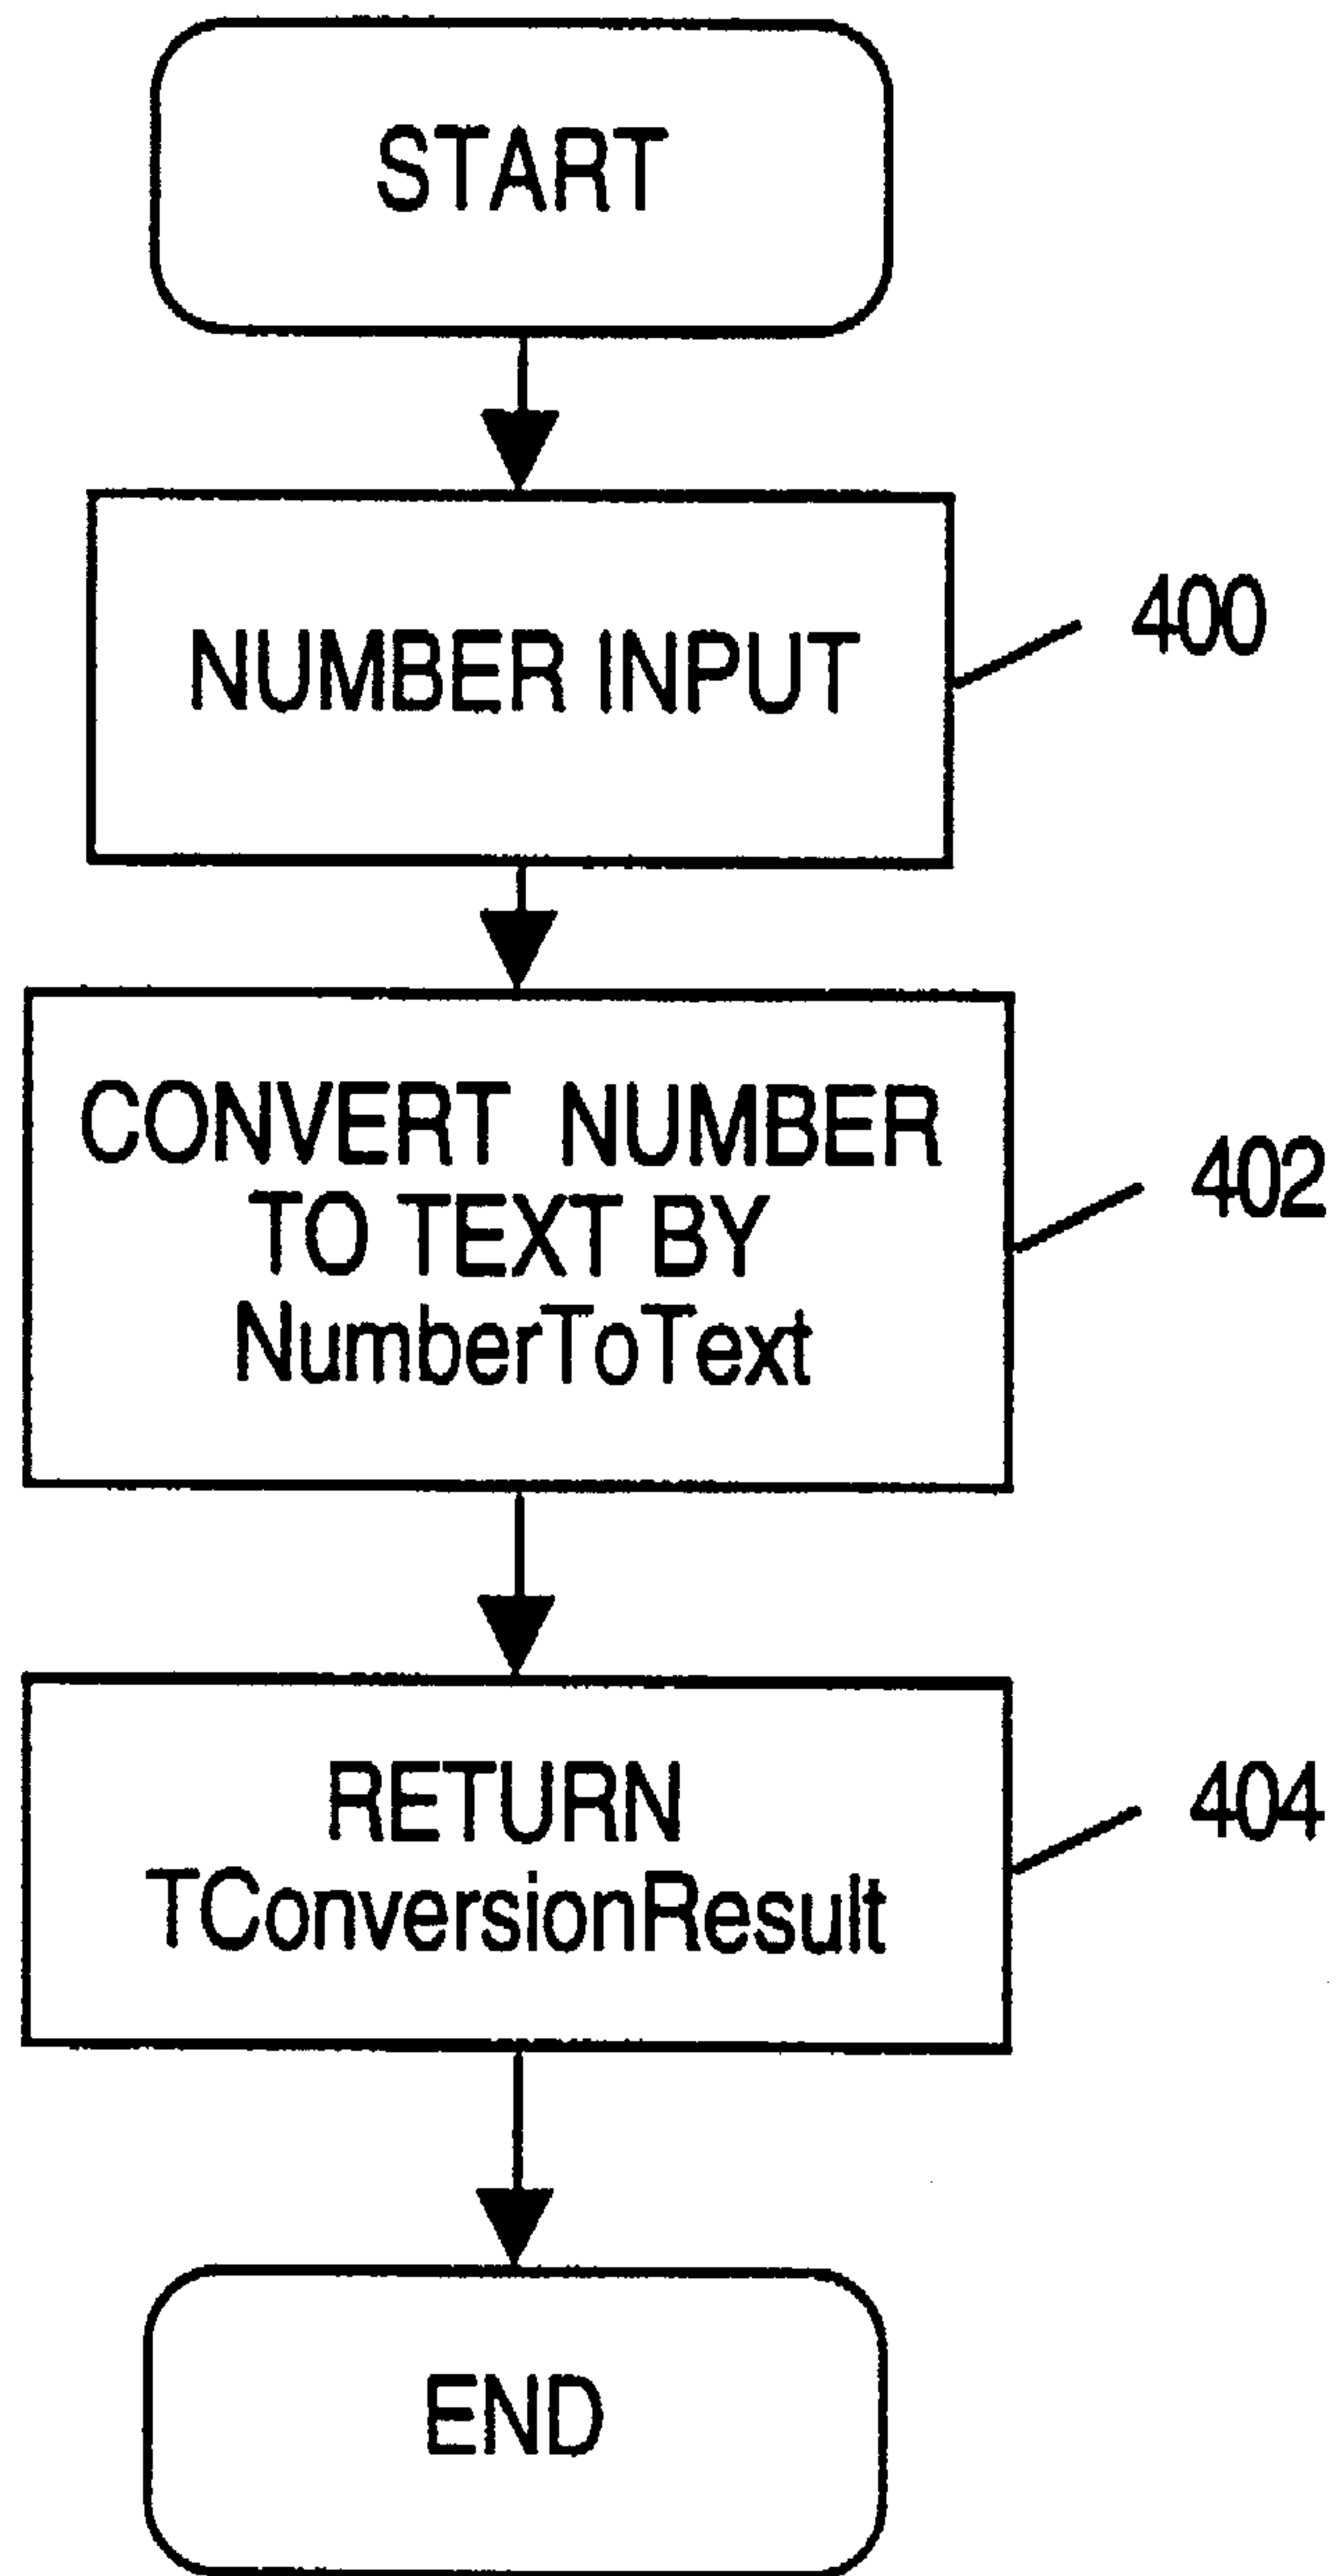 START
NUMBER INPUT
400
CONVERT NUMBER
TO TEXT BY
NumberToText
402
RETURN
TConversionResult
404
END